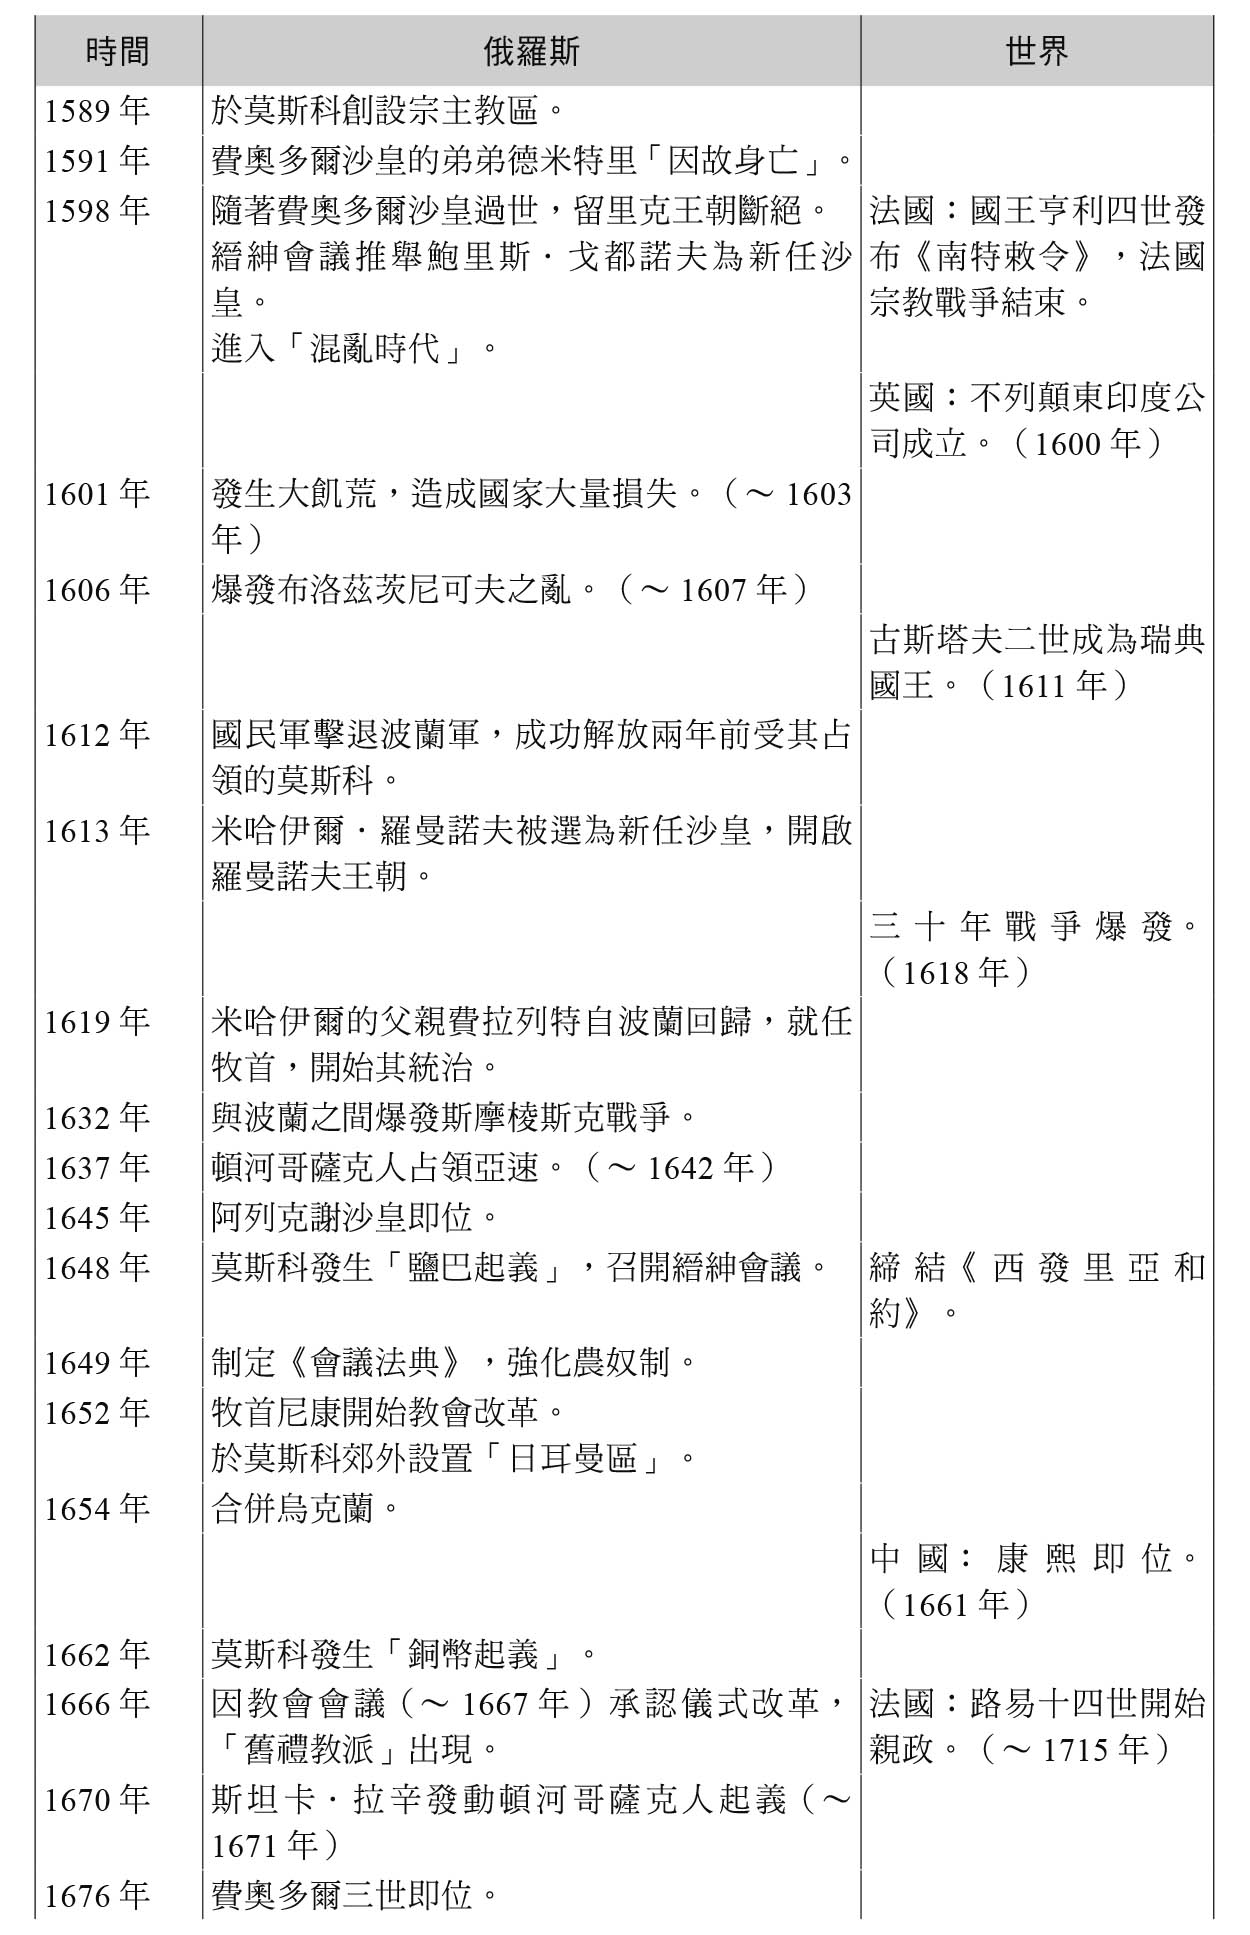 時間 俄羅斯 世界
1589 年 於莫斯科創設宗主教區。
1591 年 費奧多爾沙皇的弟弟德米特里「因故身亡」。
1598 年 隨著費奧多爾沙皇過世，留里克王朝斷絕。 法國：國王亨利四世發
縉紳會議推舉鮑里斯．戈都諾夫為新任沙 布《南特敕令》，法國
皇。 宗教戰爭結束。
進入「混亂時代」。
英國：不列顛東印度公
司成立。（1600 年）
1601 年 發生大飢荒，造成國家大量損失。（～ 1603
年）
1606 年 爆發布洛茲茨尼可夫之亂。（～ 1607 年）
古斯塔夫二世成為瑞典
國王。（1611 年）
1612 年 國民軍擊退波蘭軍，成功解放兩年前受其占
領的莫斯科。
1613 年 米哈伊爾．羅曼諾夫被選為新任沙皇，開啟
羅曼諾夫王朝。
三十年戰爭爆發。
（1618 年）
1619 年 米哈伊爾的父親費拉列特自波蘭回歸，就任
牧首，開始其統治。
1632 年 與波蘭之間爆發斯摩棱斯克戰爭。
1637 年 頓河哥薩克人占領亞速。（～ 1642 年）
1645 年 阿列克謝沙皇即位。
1648 年 莫斯科發生「鹽巴起義」，召開縉紳會議。 締結《西發里亞和
約》。
1649 年 制定《會議法典》，強化農奴制。
1652 年 牧首尼康開始教會改革。
於莫斯科郊外設置「日耳曼區」。
1654 年 合併烏克蘭。
中國：康熙即位。
（1661 年）
1662 年 莫斯科發生「銅幣起義」。
1666 年 因教會會議（～ 1667 年）承認儀式改革， 法國：路易十四世開始
「舊禮教派」出現。 親政。（～ 1715 年）
1670 年 斯坦卡．拉辛發動頓河哥薩克人起義（～
1671 年）
1676 年 費奧多爾三世即位。